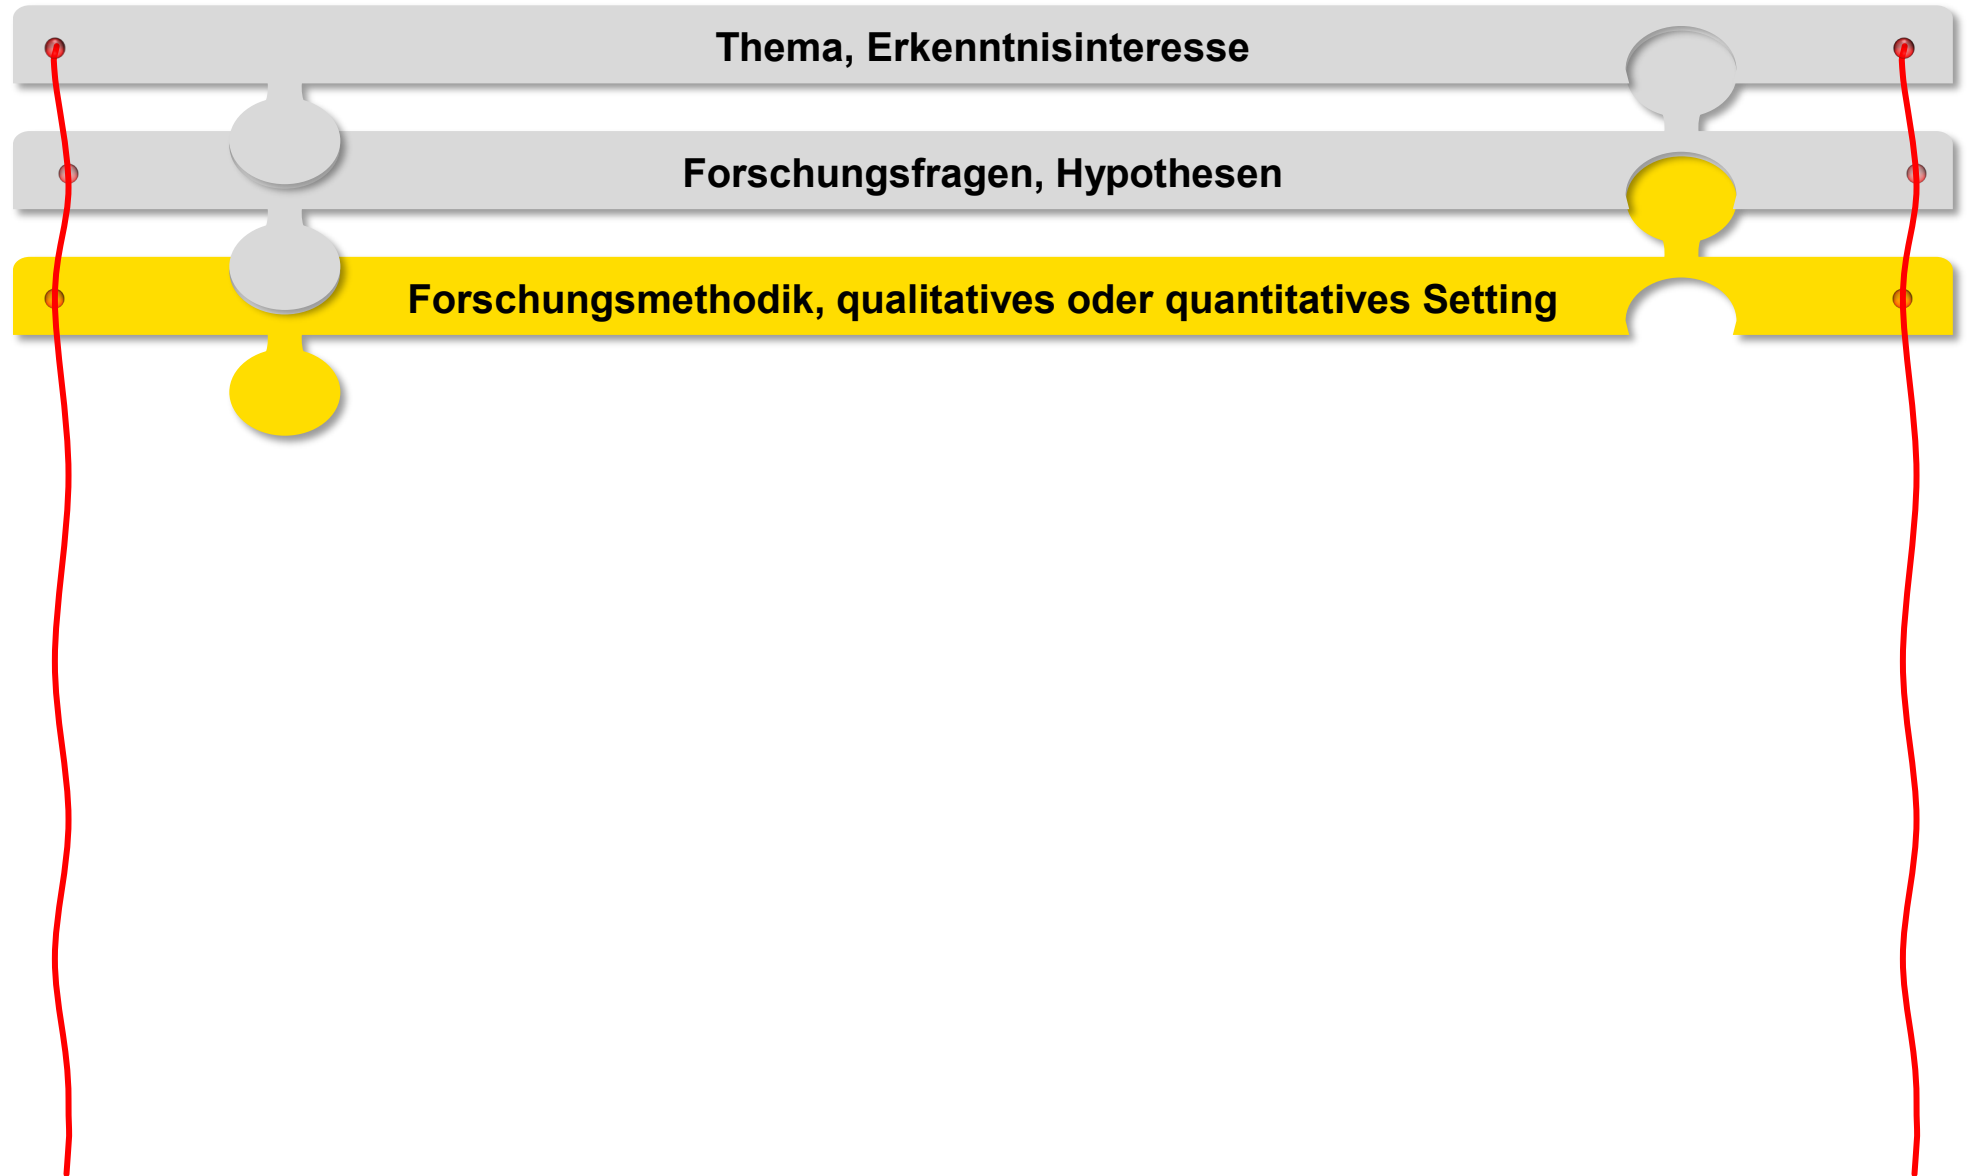 Thema, Erkenntnisinteresse
Forschungsfragen, Hypothesen
Forschungsmethodik, qualitatives oder quantitatives Setting